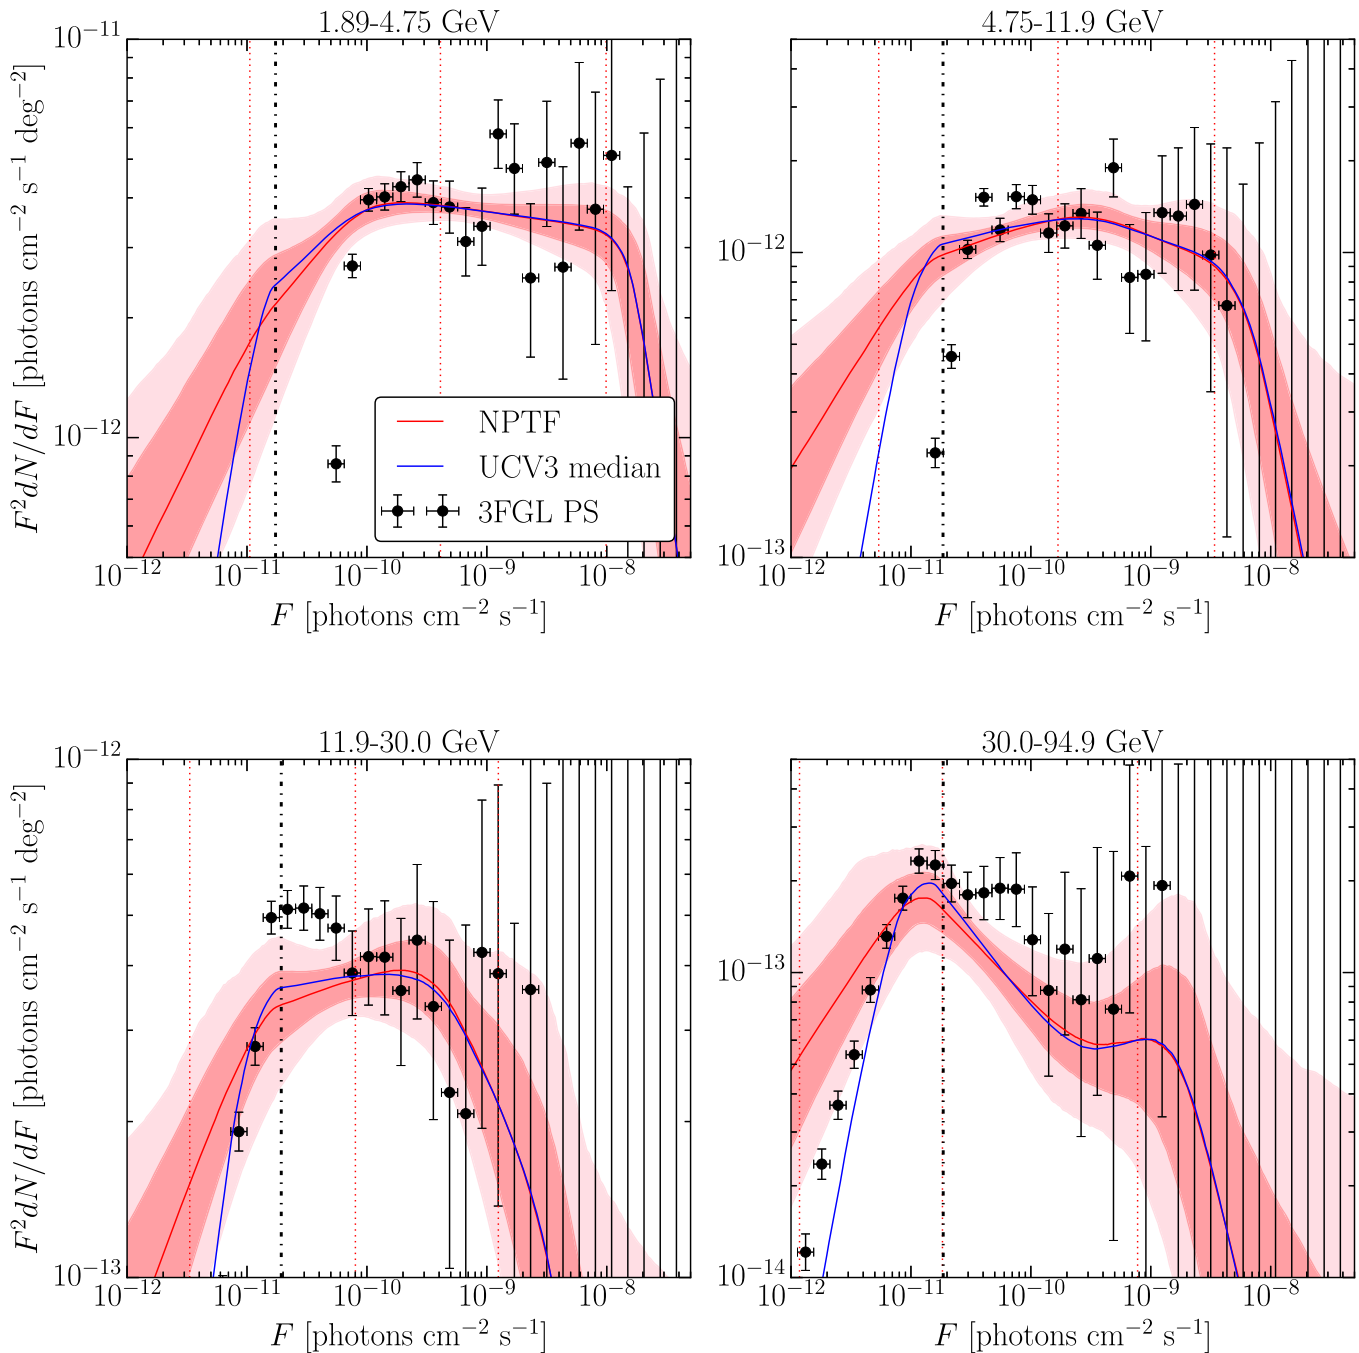 1.89-4.75 GeV
4.75-11.9 GeV
10⁻¹¹
10⁻¹²
F²dN/dF [photons cm⁻² s⁻¹ deg⁻²]
NPTF
UCV3 median
3FGL PS
10⁻¹² 10⁻¹¹ 10⁻¹⁰ 10⁻⁹ 10⁻⁸
F [photons cm⁻² s⁻¹]
10⁻¹²
10⁻¹³
10⁻¹² 10⁻¹¹ 10⁻¹⁰ 10⁻⁹ 10⁻⁸
F [photons cm⁻² s⁻¹]
11.9-30.0 GeV
30.0-94.9 GeV
10⁻¹²
10⁻¹³
F²dN/dF [photons cm⁻² s⁻¹ deg⁻²]
10⁻¹² 10⁻¹¹ 10⁻¹⁰ 10⁻⁹ 10⁻⁸
F [photons cm⁻² s⁻¹]
10⁻¹³
10⁻¹⁴
10⁻¹² 10⁻¹¹ 10⁻¹⁰ 10⁻⁹ 10⁻⁸
F [photons cm⁻² s⁻¹]